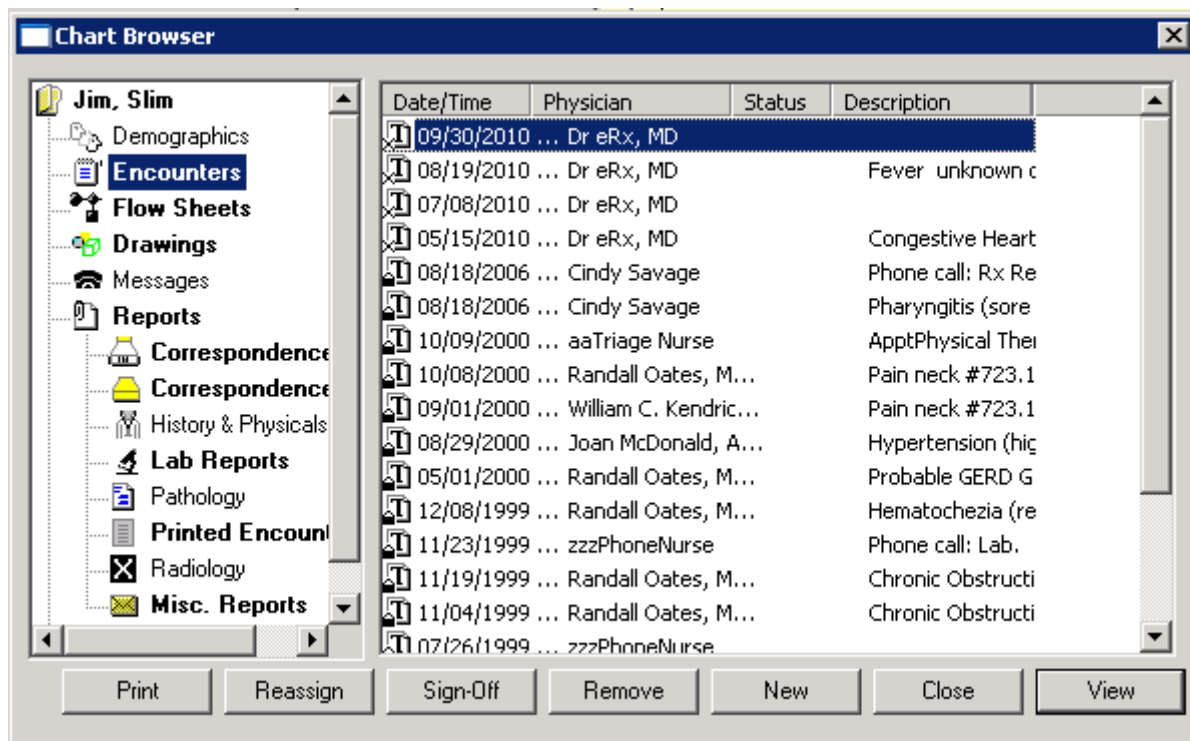 Chart Browser
Jim, Slim
Demographics
Encounters
Flow Sheets
Drawings
Messages
Reports
Correspondence
Correspondence
History & Physicals
Lab Reports
Pathology
Printed Encoun
Radiology
Misc. Reports
Date/Time Physician Status Description
09/30/2010 ... Dr eRx, MD
08/19/2010 ... Dr eRx, MD Fever unknown c
07/08/2010 ... Dr eRx, MD
05/15/2010 ... Dr eRx, MD Congestive Heart
08/18/2006 ... Cindy Savage Phone call: Rx Re
08/18/2006 ... Cindy Savage Pharyngitis (sore
10/09/2000 ... aaTriage Nurse ApptPhysical Ther
10/08/2000 ... Randall Oates, M... Pain neck #723.1
09/01/2000 ... William C. Kendric... Pain neck #723.1
08/29/2000 ... Joan McDonald, A... Hypertension (hig
05/01/2000 ... Randall Oates, M... Probable GERD G
12/08/1999 ... Randall Oates, M... Hematochezia (re
11/23/1999 ... zzzPhoneNurse Phone call: Lab.
11/19/1999 ... Randall Oates, M... Chronic Obstructi
11/04/1999 ... Randall Oates, M... Chronic Obstructi
07/26/1999 ... zzzPhoneNurse
Print Reassign Sign-Off Remove New Close View